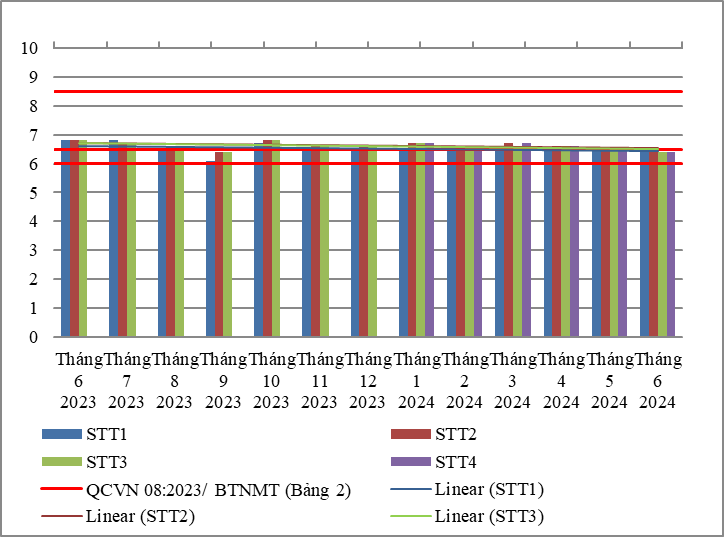 10
9
8
7
6
5
4
3
2
1
0
Tháng Tháng Tháng Tháng Tháng Tháng Tháng Tháng Tháng Tháng Tháng Tháng Tháng
6 7 8 9 10 11 12 1 2 3 4 5 6
2023 2023 2023 2023 2023 2023 2023 2024 2024 2024 2024 2024 2024
STT1 STT2
STT3 STT4
QCVN 08:2023/ BTNMT (Bảng 2) Linear (STT1)
Linear (STT2) Linear (STT3)